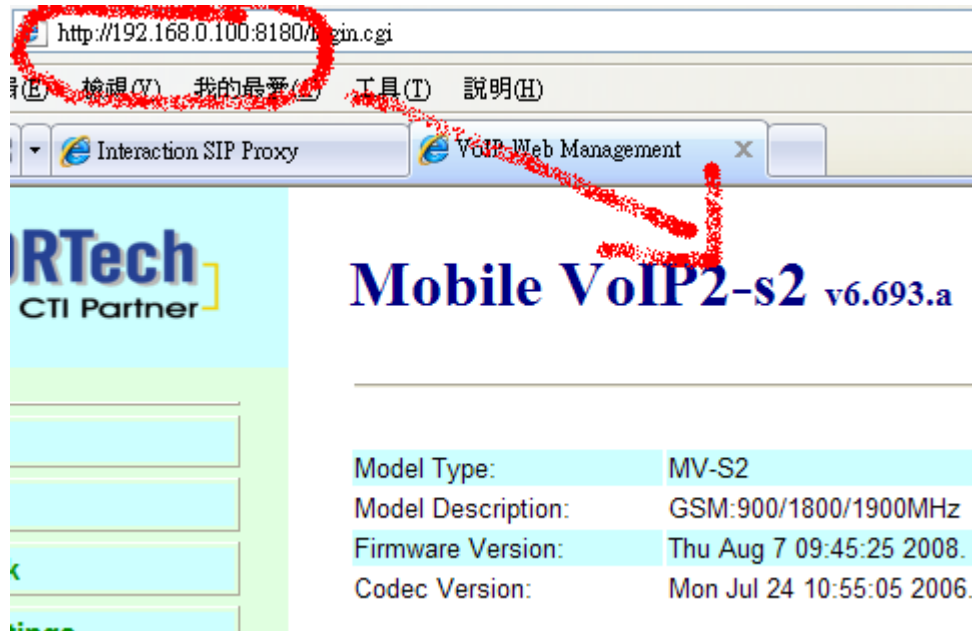 http://192.168.0.100:8180/login.cgi
(E) 檢視(V) 我的最愛(A) 工具(T) 說明(H)
Interaction SIP Proxy VoIP Web Management
RTech
CTI Partner
Mobile VoIP2-s2 v6.693.a
Model Type: MV-S2
Model Description: GSM:900/1800/1900MHz
Firmware Version: Thu Aug 7 09:45:25 2008.
Codec Version: Mon Jul 24 10:55:05 2006.